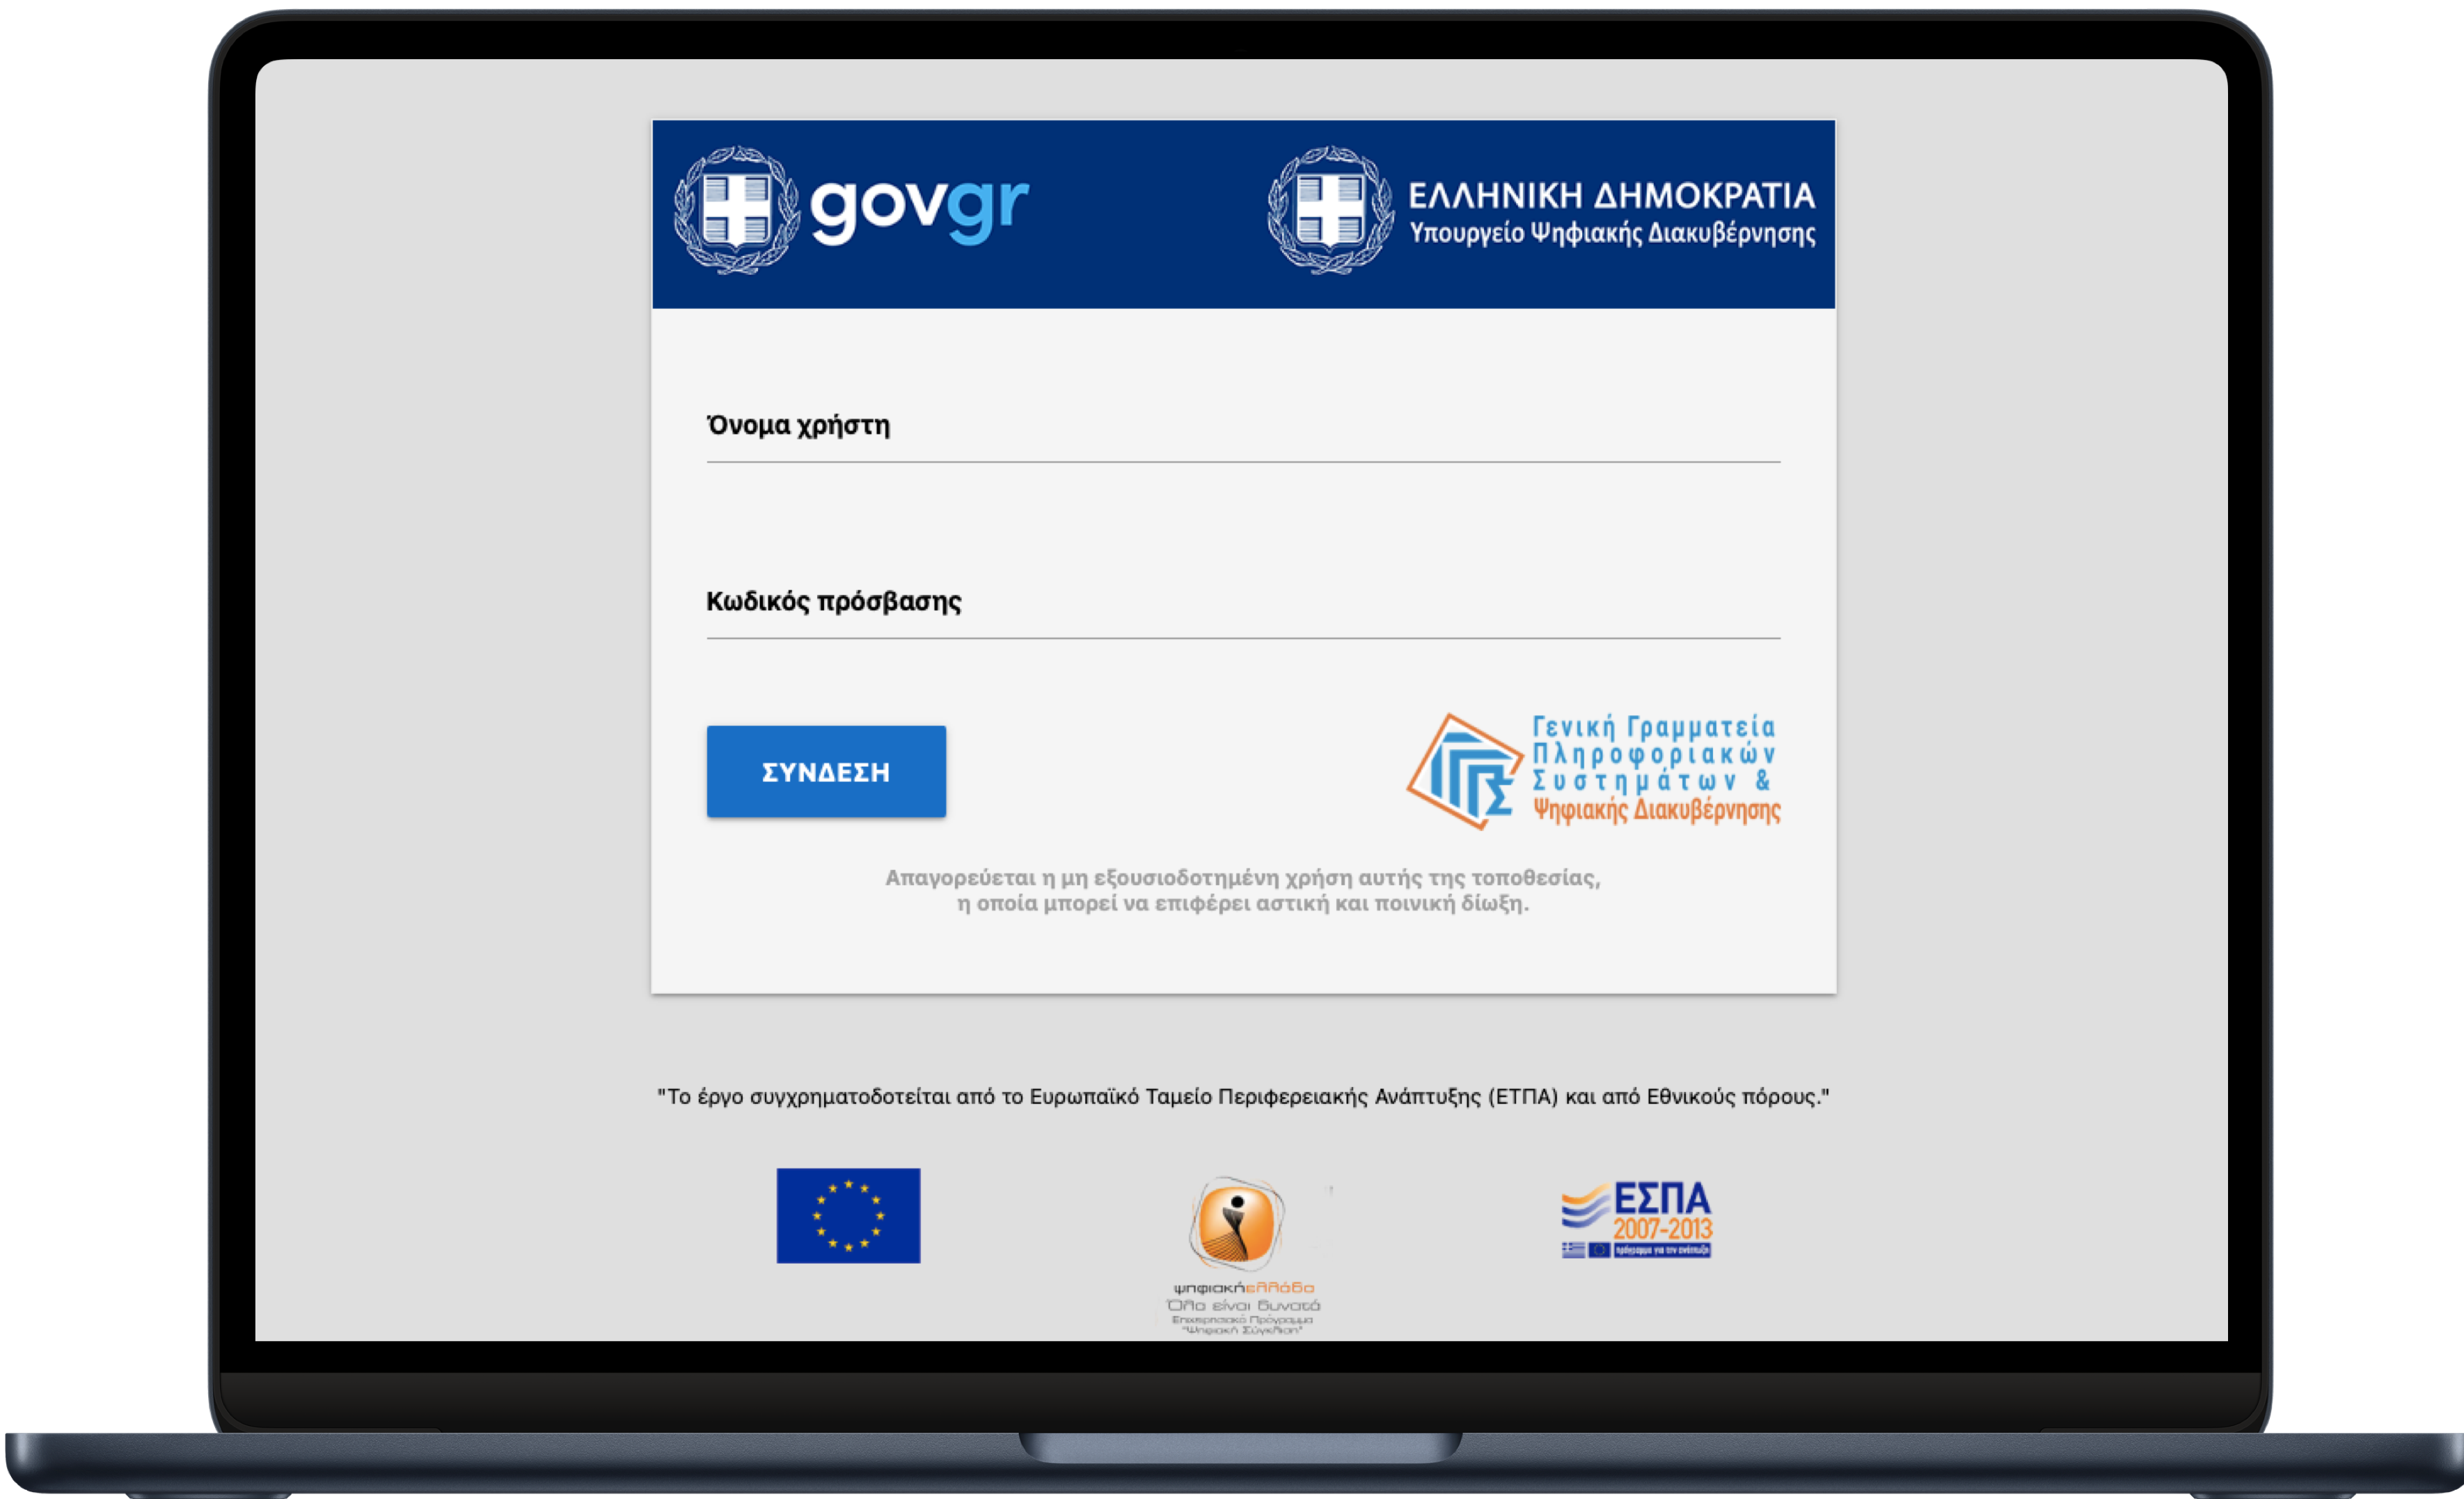 govgr
ΕΛΛΗΝΙΚΗ ΔΗΜΟΚΡΑΤΙΑ
Υπουργείο Ψηφιακής Διακυβέρνησης
Όνομα χρήστη
Κωδικός πρόσβασης
ΣΥΝΔΕΣΗ
Γενική Γραμματεία
Πληροφοριακών
Συστημάτων &
Ψηφιακής Διακυβέρνησης
Απαγορεύεται η μη εξουσιοδοτημένη χρήση αυτής της τοποθεσίας,
η οποία μπορεί να επιφέρει αστική και ποινική δίωξη.
"Το έργο συγχρηματοδοτείται από το Ευρωπαϊκό Ταμείο Περιφερειακής Ανάπτυξης (ΕΤΠΑ) και από Εθνικούς πόρους."
ψηφιακήελλάδα
Όλα είναι δυνατά
Επιχειρησιακό Πρόγραμμα
"Ψηφιακή Σύγκλιση"
ΕΣΠΑ
2007-2013
πρόγραμμα για την ανάπτυξη